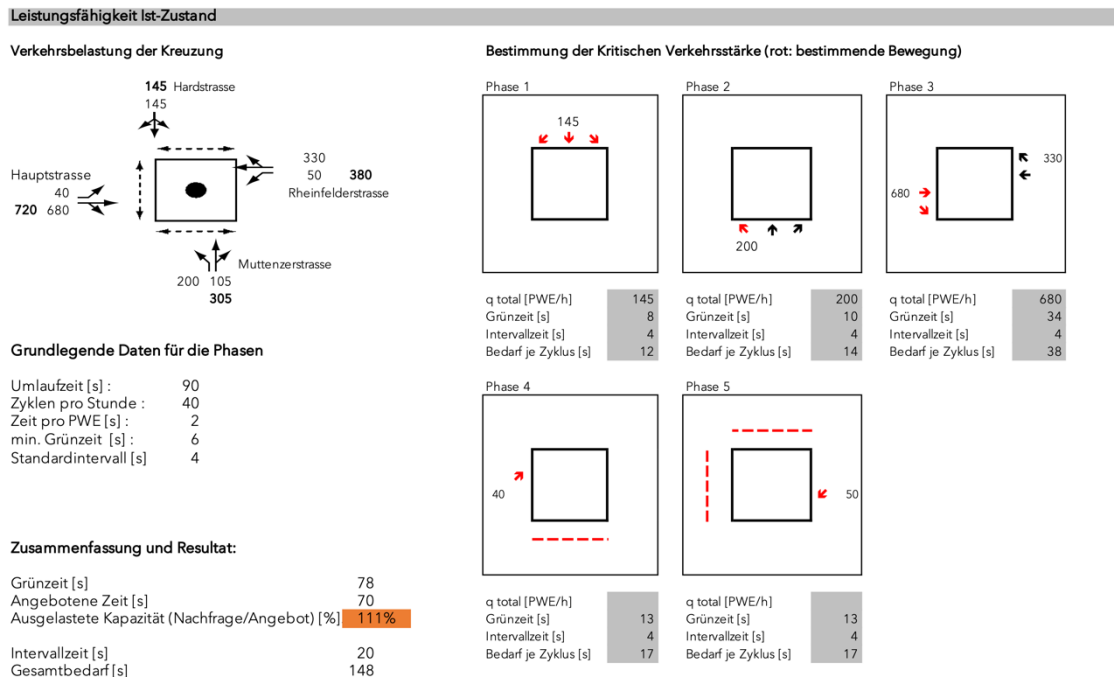 Leistungsfähigkeit Ist-Zustand
Verkehrsbelastung der Kreuzung
145 Hardstrasse
145
330
50 380
Rheinfelderstrasse
Hauptstrasse
40
720 680
Muttenzerstrasse
200 105
305
Grundlegende Daten für die Phasen
Umlaufzeit [s] : 90
Zyklen pro Stunde : 40
Zeit pro PWE [s] : 2
min. Grünzeit [s] : 6
Standardintervall [s] 4
Zusammenfassung und Resultat:
Grünzeit [s] 78
Angebotene Zeit [s] 70
Ausgelastete Kapazität (Nachfrage/Angebot) [%] 111%
Intervallzeit [s] 20
Gesamtbedarf [s] 148
Bestimmung der Kritischen Verkehrsstärke (rot: bestimmende Bewegung)
Phase 1
145
q total [PWE/h] 145
Grünzeit [s] 8
Intervallzeit [s] 4
Bedarf je Zyklus [s] 12
Phase 2
200
q total [PWE/h] 200
Grünzeit [s] 10
Intervallzeit [s] 4
Bedarf je Zyklus [s] 14
Phase 3
330
680
q total [PWE/h] 680
Grünzeit [s] 34
Intervallzeit [s] 4
Bedarf je Zyklus [s] 38
Phase 4
40
q total [PWE/h]
Grünzeit [s] 13
Intervallzeit [s] 4
Bedarf je Zyklus [s] 17
Phase 5
50
q total [PWE/h]
Grünzeit [s] 13
Intervallzeit [s] 4
Bedarf je Zyklus [s] 17